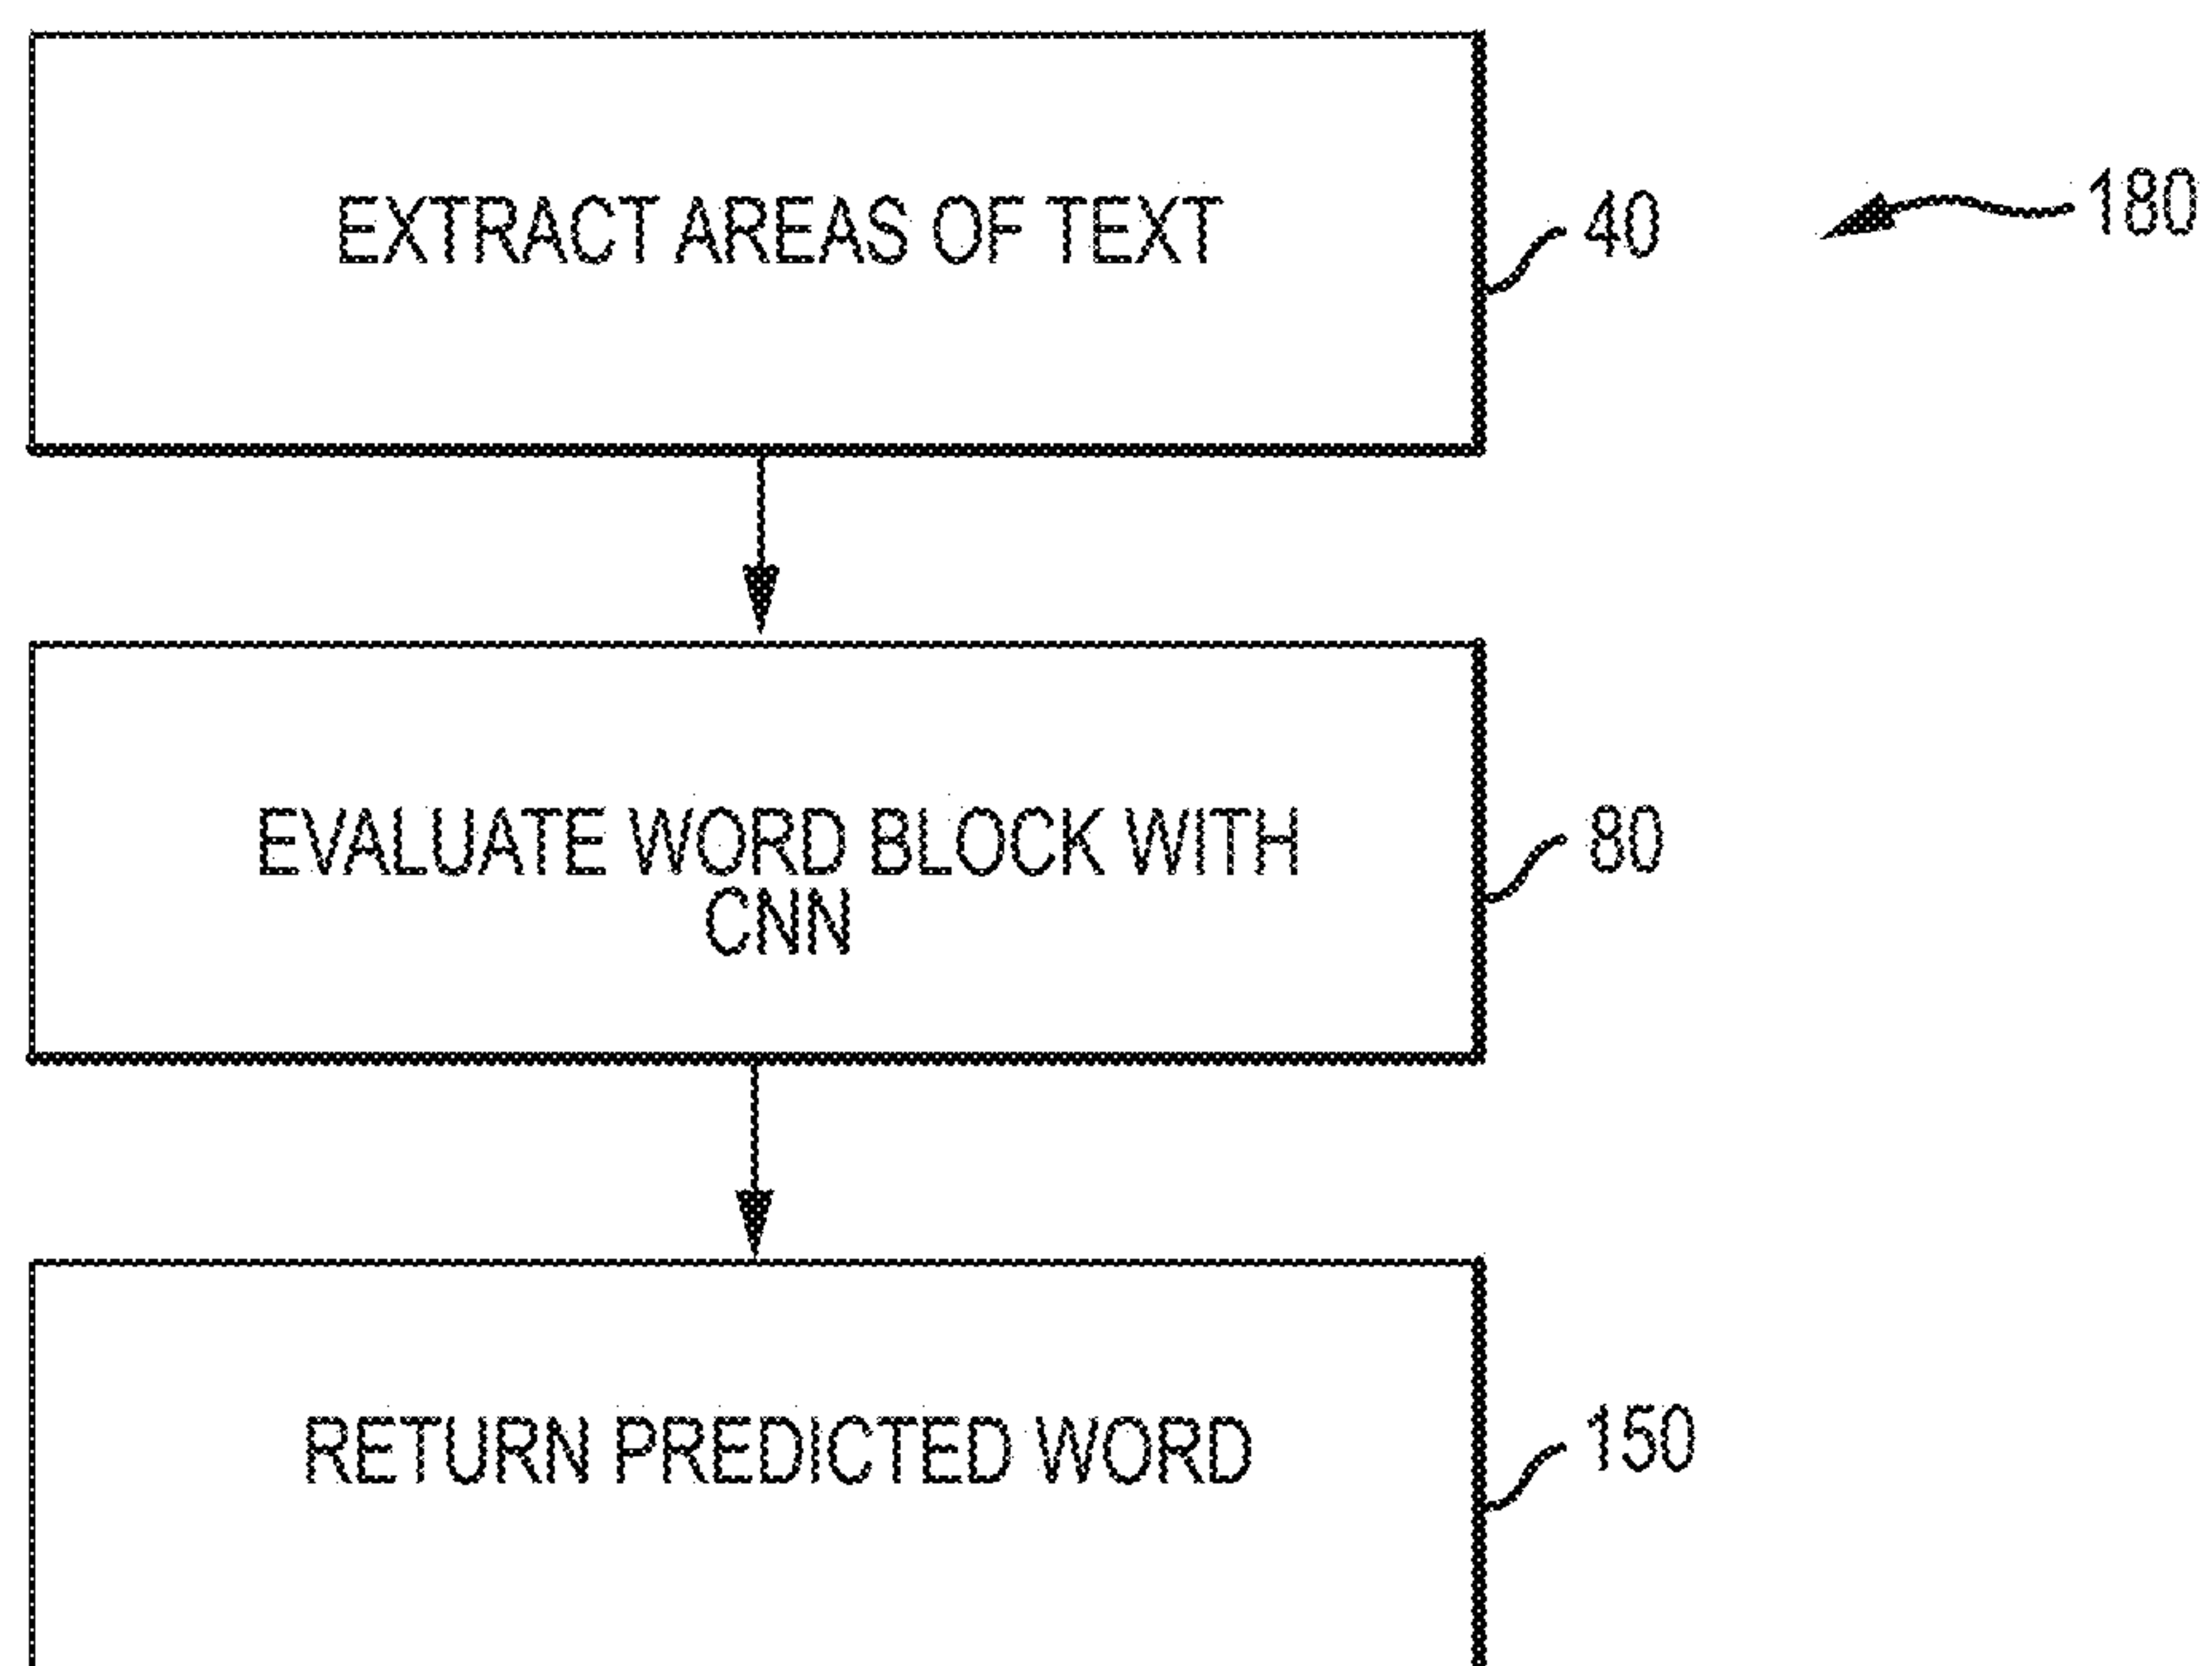 EXTRACT AREAS OF TEXT
40
180
EVALUATE WORD BLOCK WITH
CNN
80
RETURN PREDICTED WORD
150